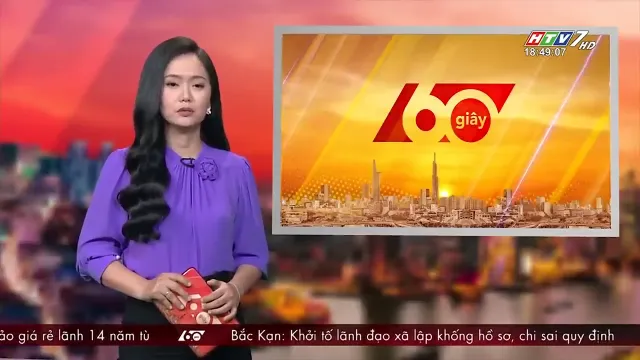 HTV7 HD
18:49:07
60 giây
ảo giá rẻ lãnh 14 năm tù 60 Bắc Kạn: Khởi tố lãnh đạo xã lập khống hồ sơ, chi sai quy định